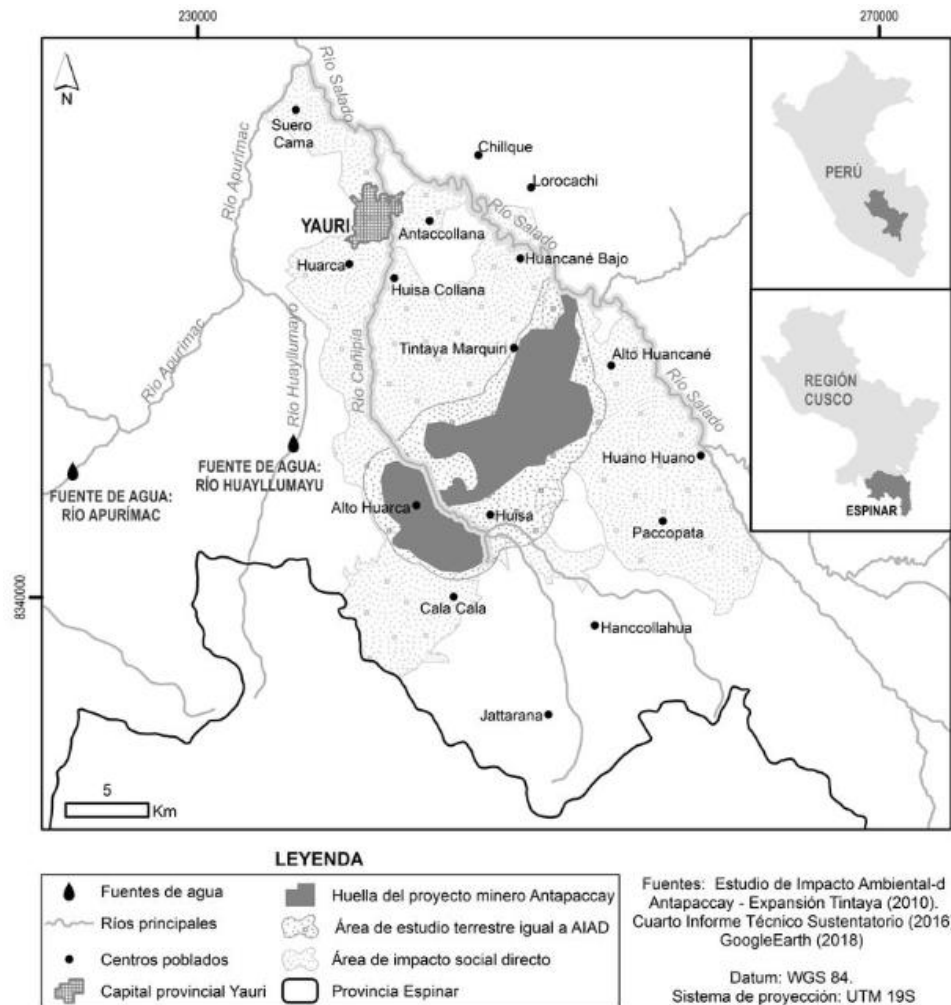 230000
270000
N
Río Salado
Suero
Cama
Chillque
Lorocachi
PERÚ
Río Apurímac
YAURI
Antaccollana
Río Salado
Huarca
Huancané Bajo
Huisa Collana
Río Apurímac
Río Huayllumayo
Río Cañipia
Tintaya Marquiri
Alto Huancané
Río Salado
REGIÓN
CUSCO
FUENTE DE AGUA:
RÍO APURÍMAC
FUENTE DE AGUA:
RÍO HUAYLLUMAYU
Huano Huano
Alto Huarca
Huisa
Paccopata
ESPINAR
8340000
Cala Cala
Hanccollahua
Jattarana
5
Km
LEYENDA
Fuentes de agua
Ríos principales
Centros poblados
Capital provincial Yauri
Huella del proyecto minero Antapaccay
Área de estudio terrestre igual a AIAD
Área de impacto social directo
Provincia Espinar
Fuentes: Estudio de Impacto Ambiental-d
Antapaccay - Expansión Tintaya (2010).
Cuarto Informe Técnico Sustentatorio (2016
GoogleEarth (2018)
Datum: WGS 84.
Sistema de proyección: UTM 19S